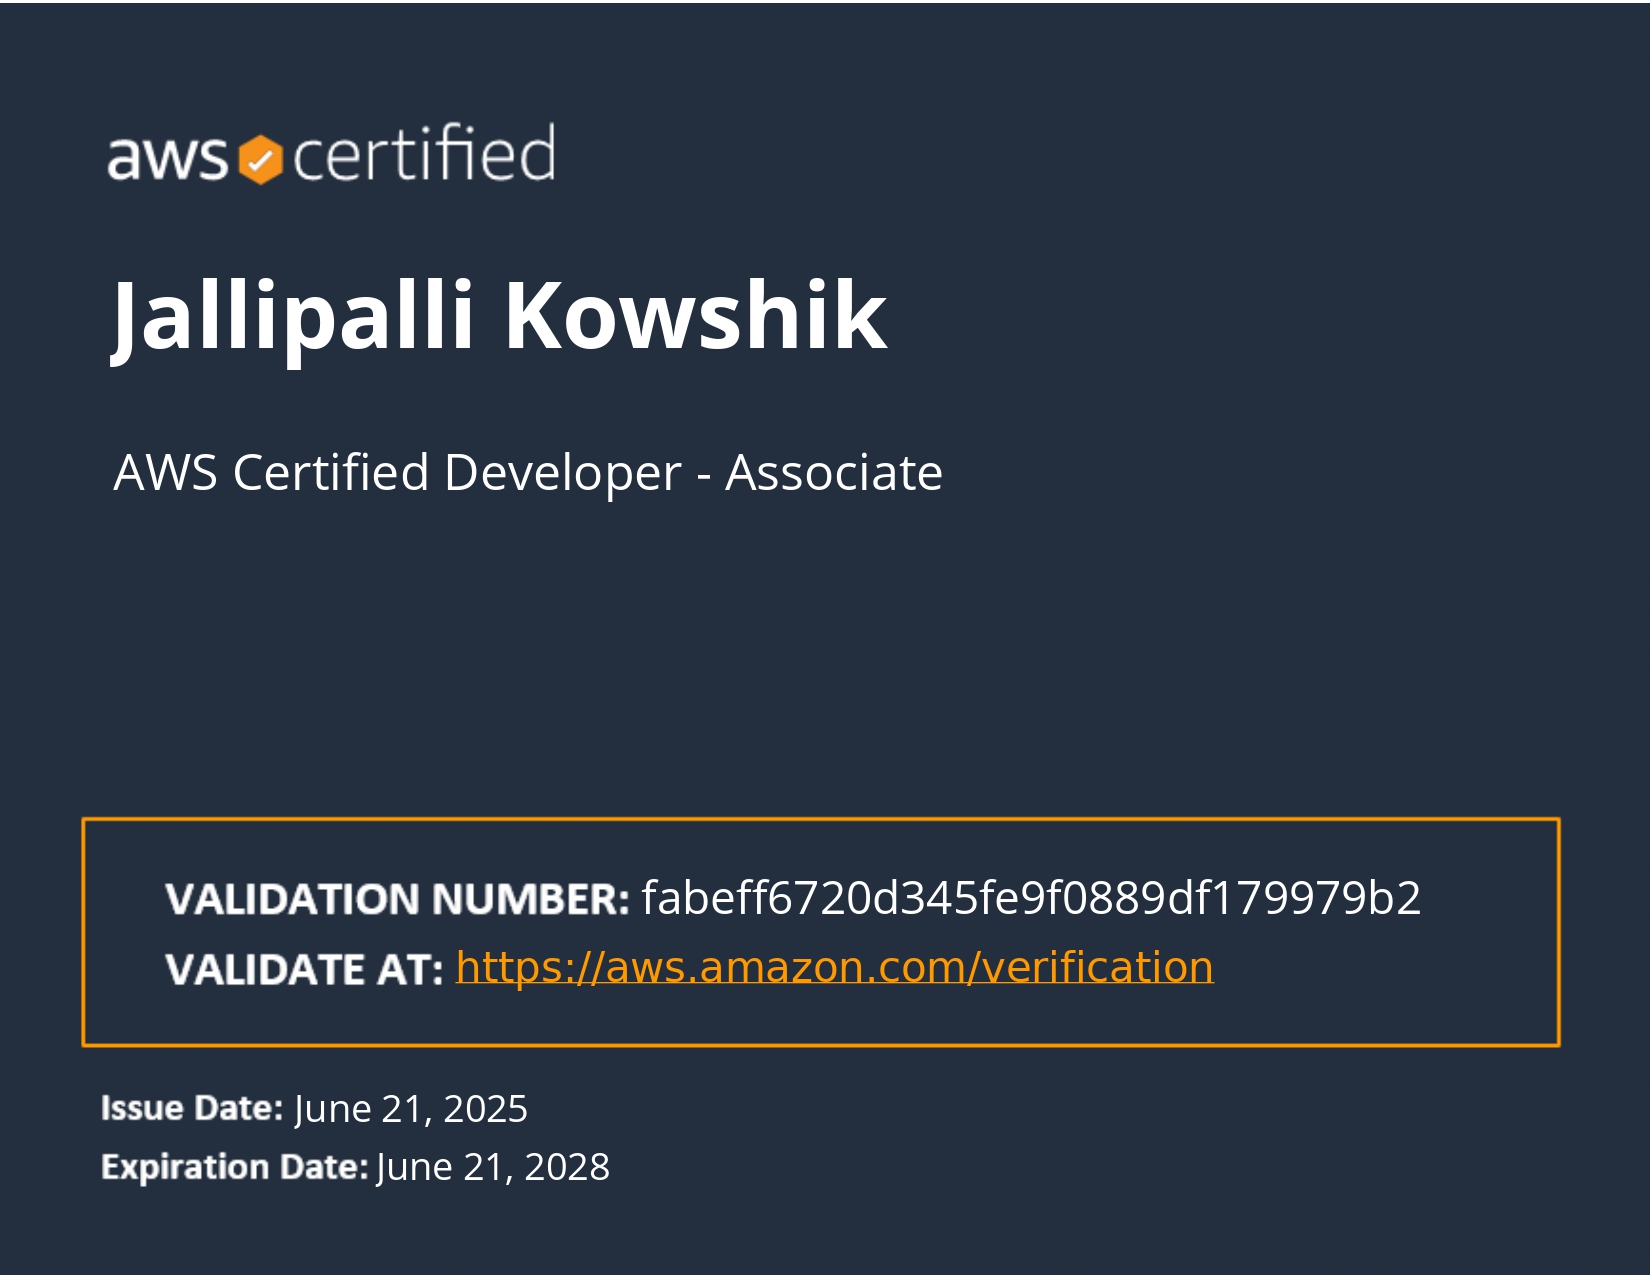 aws certified
Jallipalli Kowshik
AWS Certified Developer - Associate
VALIDATION NUMBER: fabeff6720d345fe9f0889df179979b2
VALIDATE AT: https://aws.amazon.com/verification
Issue Date: June 21, 2025
Expiration Date: June 21, 2028